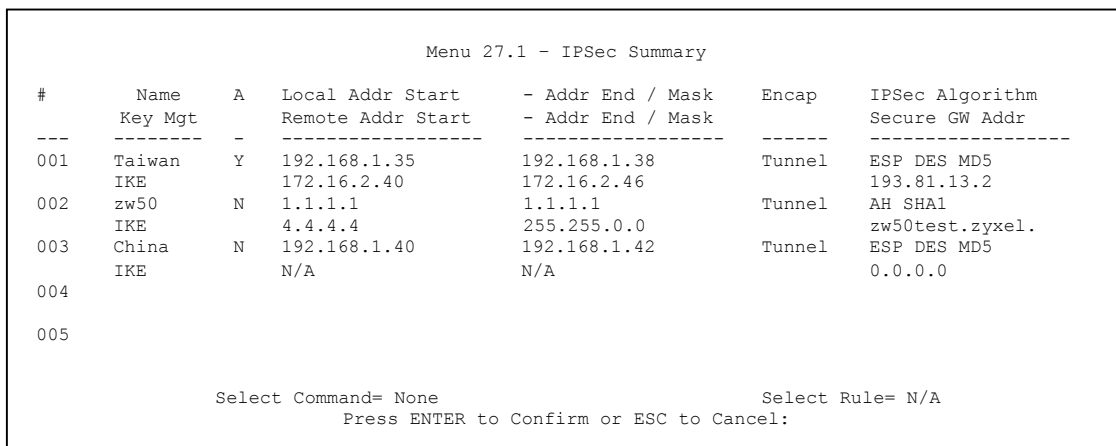 Menu 27.1 – IPSec Summary
#     Name   A   Local Addr Start     - Addr End / Mask   Encap   IPSec Algorithm
Key Mgt   Remote Addr Start   - Addr End / Mask   Secure GW Addr
--- -------- - ------------------ ----------------- ------ ------------------
001   Taiwan   Y   192.168.1.35   192.168.1.38   Tunnel   ESP DES MD5
IKE   172.16.2.40   172.16.2.46   193.81.13.2
002   zw50   N   1.1.1.1   1.1.1.1   Tunnel   AH SHA1
IKE   4.4.4.4   255.255.0.0   zw50test.zyxel.
003   China   N   192.168.1.40   192.168.1.42   Tunnel   ESP DES MD5
IKE   N/A   N/A   0.0.0.0
004
005
Select Command= None   Select Rule= N/A
Press ENTER to Confirm or ESC to Cancel: